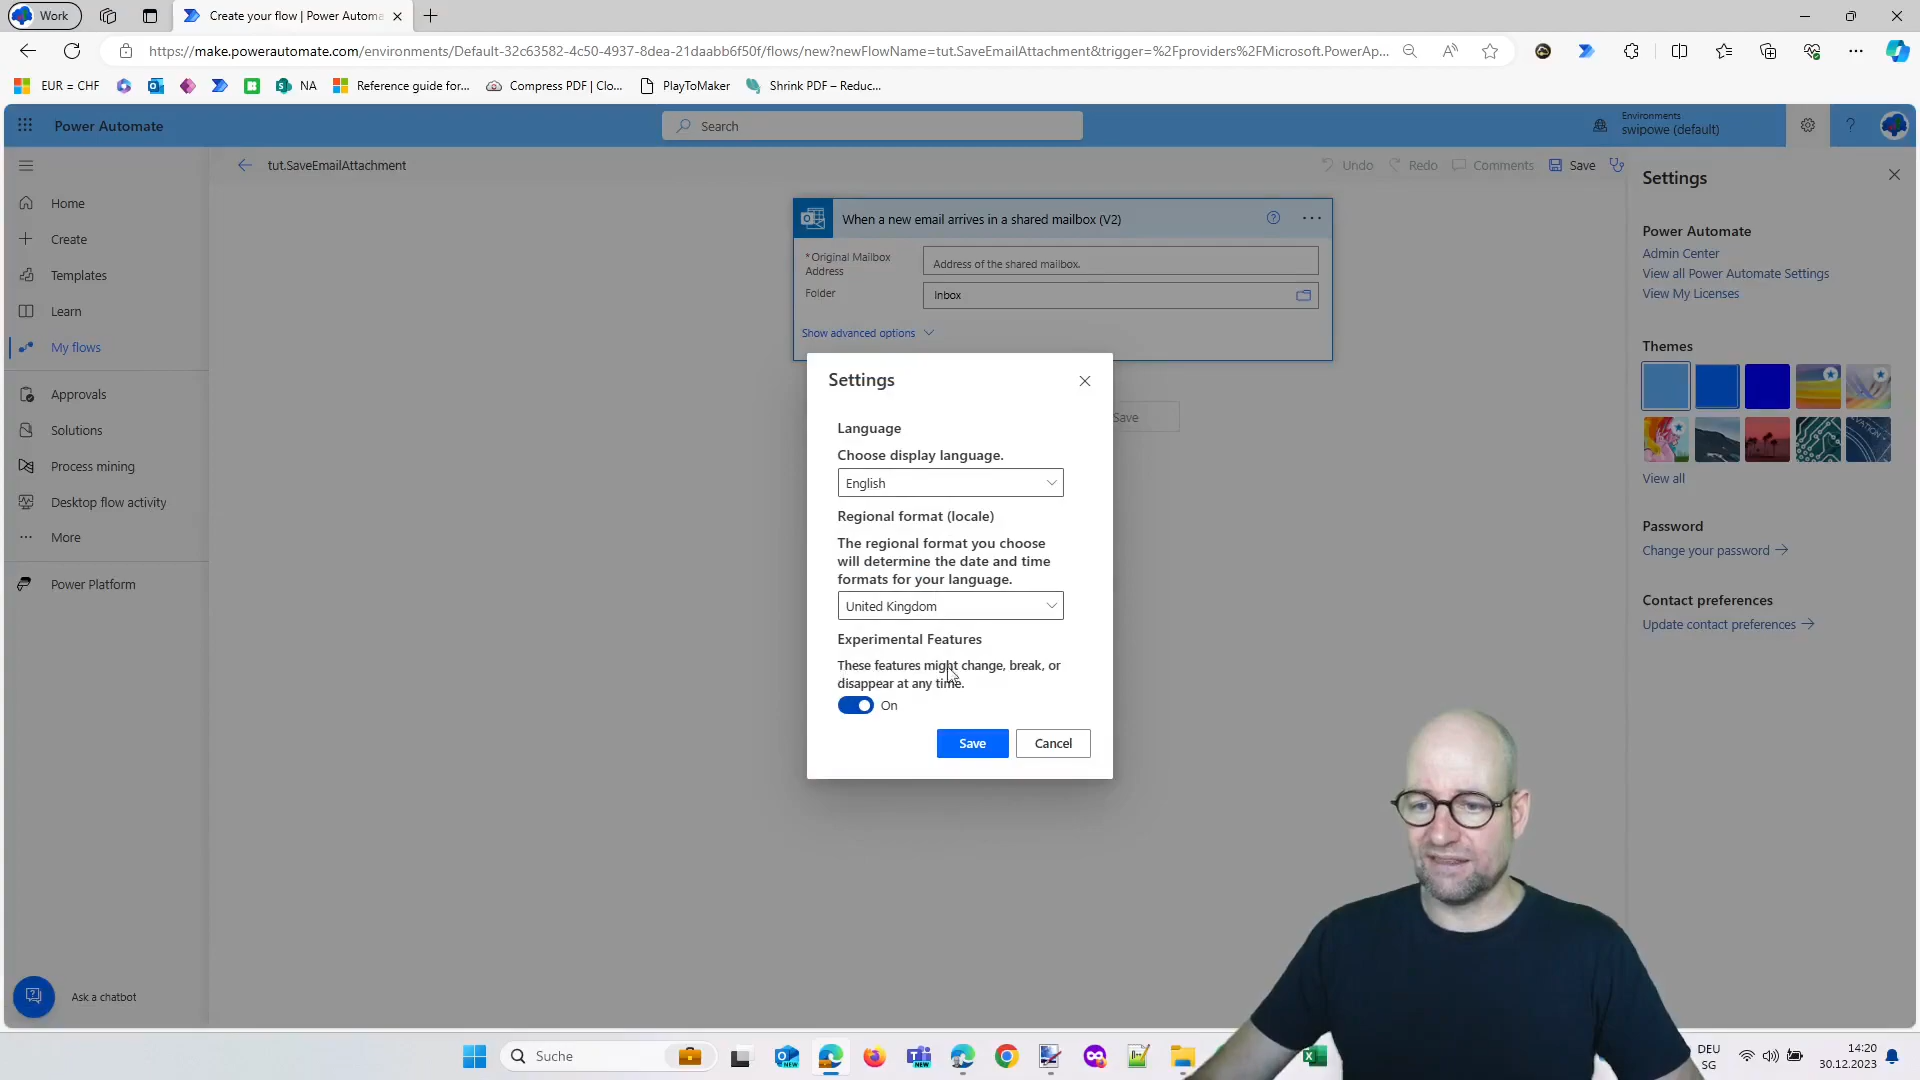 Work
Create your flow | Power Automa
https://make.powerautomate.com/environments/Default-32c63582-4c50-4937-8dea-21daabb6f50f/flows/new?newFlowName=tut.SaveEmailAttachment&trigger=%2Fproviders%2FMicrosoft.PowerAp...
EUR = CHF
NA
Reference guide for...
Compress PDF | Clo...
PlayToMaker
Shrink PDF – Reduc...
Power Automate
Search
Environments
swipowe (default)
tut.SaveEmailAttachment
Undo
Redo
Comments
Save
Home
Create
Templates
Learn
My flows
Approvals
Solutions
Process mining
Desktop flow activity
More
Power Platform
Ask a chatbot
When a new email arrives in a shared mailbox (V2)
* Original Mailbox
Address
Address of the shared mailbox.
Folder
Inbox
Show advanced options
Save
Settings
Language
Choose display language.
English
Regional format (locale)
The regional format you choose
will determine the date and time
formats for your language.
United Kingdom
Experimental Features
These features might change, break, or
disappear at any time.
On
Save
Cancel
Settings
Power Automate
Admin Center
View all Power Automate Settings
View My Licenses
Themes
View all
Password
Change your password
Contact preferences
Update contact preferences
Suche
DEU
SG
14:20
30.12.2023